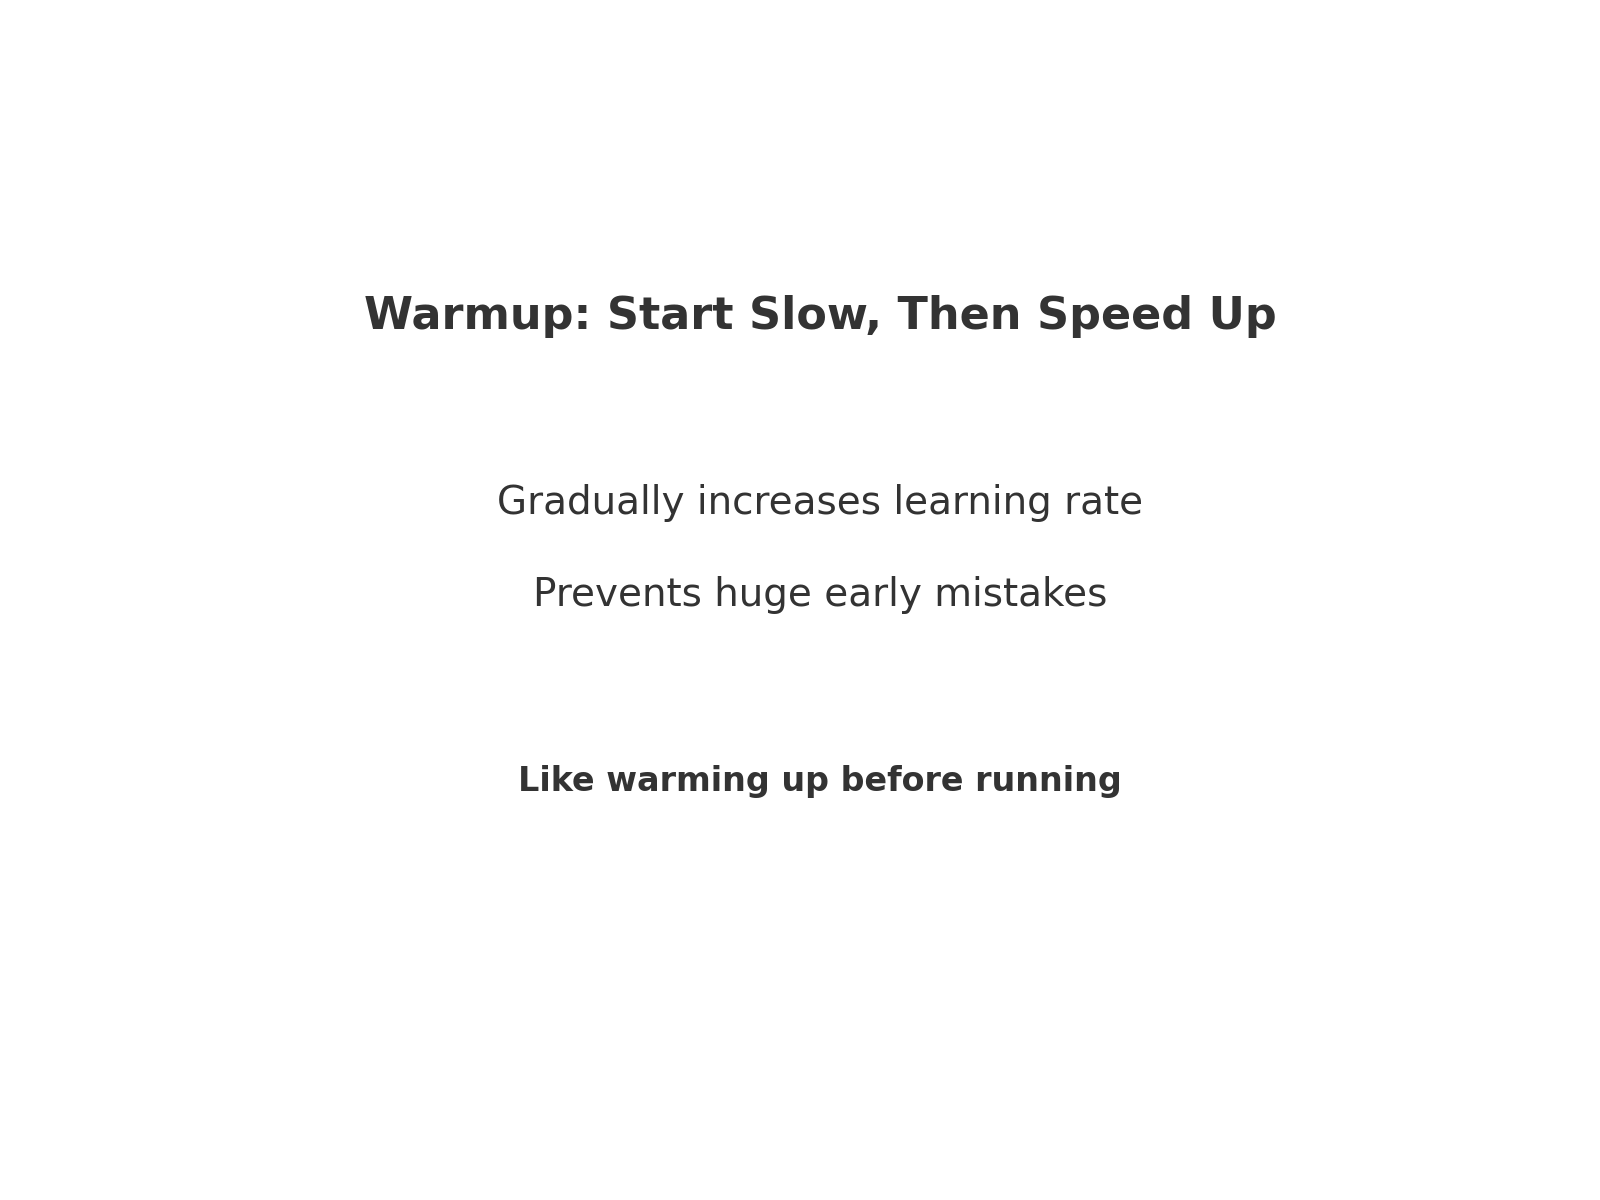 Warmup: Start Slow, Then Speed Up
Gradually increases learning rate
Prevents huge early mistakes
Like warming up before running